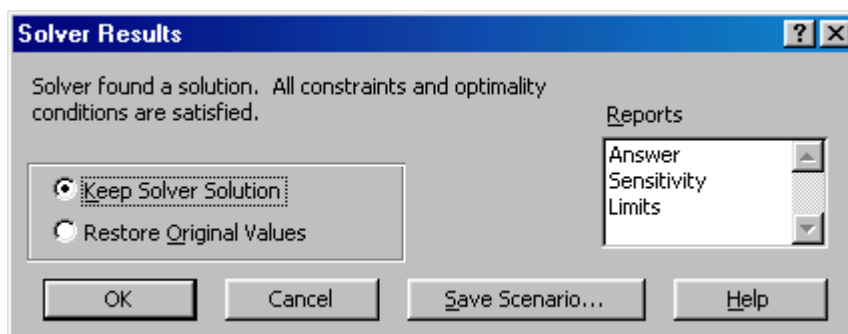 Solver Results
Solver found a solution. All constraints and optimality
conditions are satisfied.
Reports
Answer
Sensitivity
Limits
Keep Solver Solution
Restore Original Values
OK
Cancel
Save Scenario...
Help